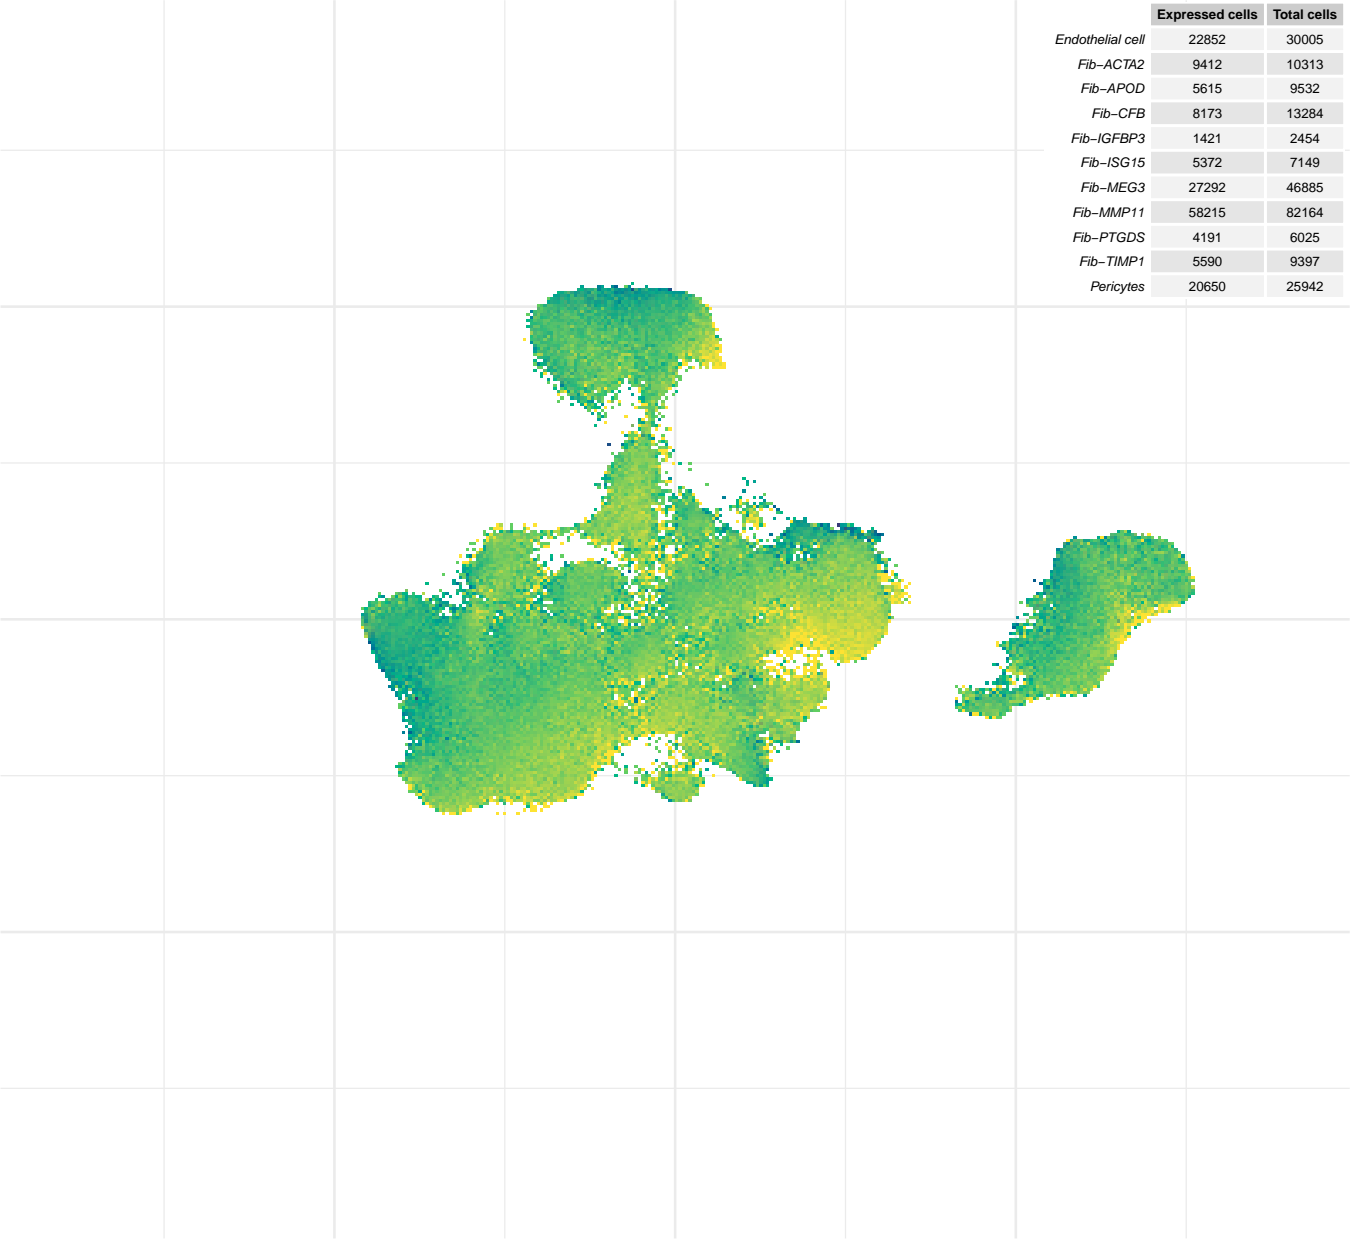 Expressed cells Total cells
Endothelial cell 22852 30005
Fib−ACTA2 9412 10313
Fib−APOD 5615 9532
Fib−CFB 8173 13284
Fib−IGFBP3 1421 2454
Fib−ISG15 5372 7149
Fib−MEG3 27292 46885
Fib−MMP11 58215 82164
Fib−PTGDS 4191 6025
Fib−TIMP1 5590 9397
Pericytes 20650 25942